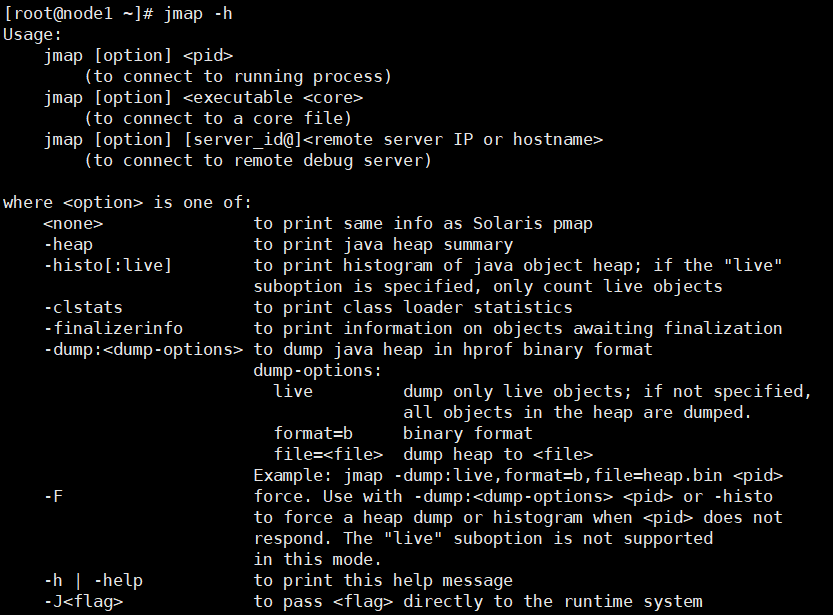 [root@node1 ~]# jmap -h
Usage:
    jmap [option] <pid>
        (to connect to running process)
    jmap [option] <executable <core>
        (to connect to a core file)
    jmap [option] [server_id@]<remote server IP or hostname>
        (to connect to remote debug server)

where <option> is one of:
    <none>               to print same info as Solaris pmap
    -heap                to print java heap summary
    -histo[:live]        to print histogram of java object heap; if the "live"
                         suboption is specified, only count live objects
    -clstats             to print class loader statistics
    -finalizerinfo       to print information on objects awaiting finalization
    -dump:<dump-options> to dump java heap in hprof binary format
                         dump-options:
                           live         dump only live objects; if not specified,
                                        all objects in the heap are dumped.
                           format=b     binary format
                           file=<file>  dump heap to <file>
                         Example: jmap -dump:live,format=b,file=heap.bin <pid>
    -F                   force. Use with -dump:<dump-options> <pid> or -histo
                         to force a heap dump or histogram when <pid> does not
                         respond. The "live" suboption is not supported
                         in this mode.
    -h | -help           to print this help message
    -J<flag>             to pass <flag> directly to the runtime system